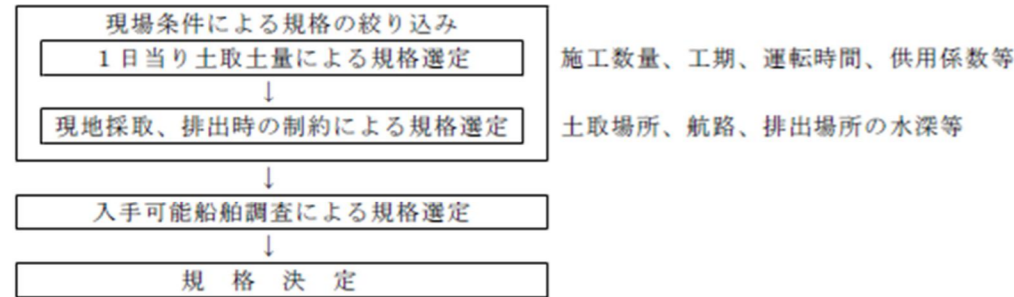 現場条件による規格の絞り込み
1日当り土取土量による規格選定 施工数量、工期、運転時間、供用係数等
↓
現地採取、排出時の制約による規格選定 土取場所、航路、排出場所の水深等
↓
入手可能船舶調査による規格選定
↓
規 格 決 定